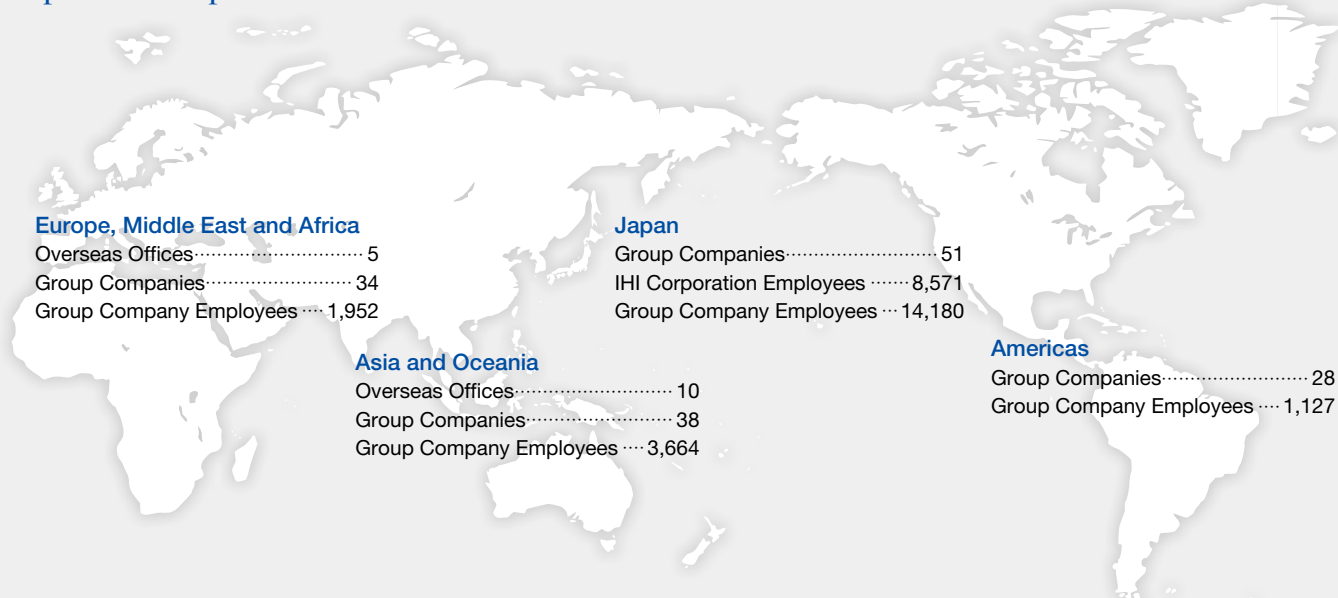 Europe, Middle East and Africa
Overseas Offices 5
Group Companies 34
Group Company Employees 1,952
Japan
Group Companies 51
IHI Corporation Employees 8,571
Group Company Employees 14,180
Asia and Oceania
Overseas Offices 10
Group Companies 38
Group Company Employees 3,664
Americas
Group Companies 28
Group Company Employees 1,127